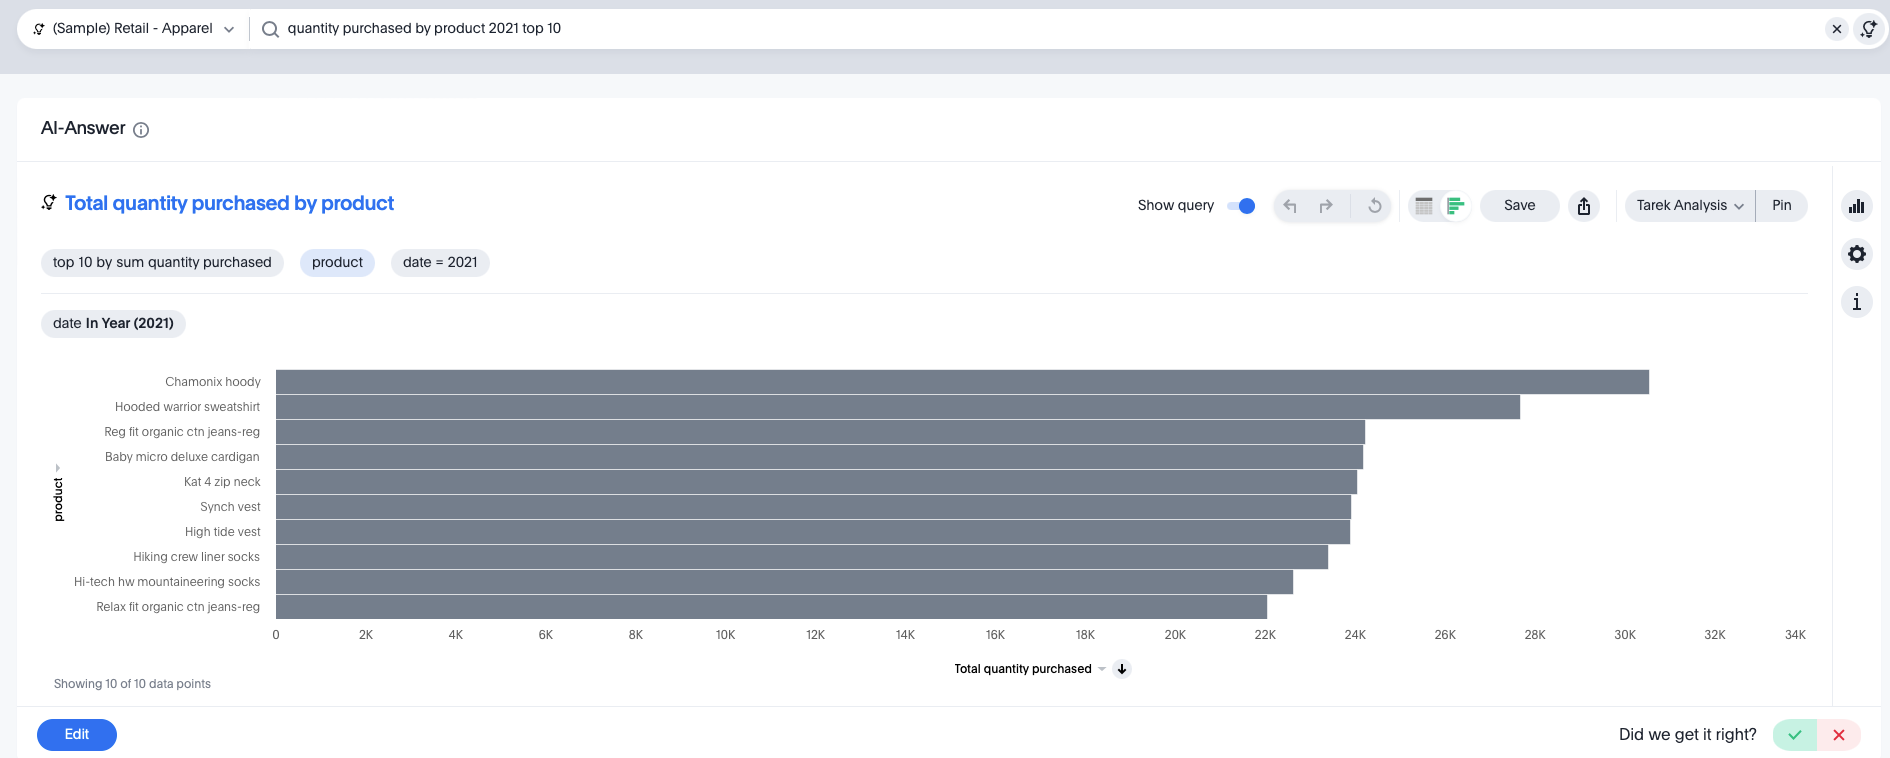 (Sample) Retail - Apparel
quantity purchased by product 2021 top 10
AI-Answer
Total quantity purchased by product
Show query
Save
Tarek Analysis
Pin
top 10 by sum quantity purchased
product
date = 2021
date In Year (2021)
product
Chamonix hoody
Hooded warrior sweatshirt
Reg fit organic ctn jeans-reg
Baby micro deluxe cardigan
Kat 4 zip neck
Synch vest
High tide vest
Hiking crew liner socks
Hi-tech hw mountaineering socks
Relax fit organic ctn jeans-reg
0 2K 4K 6K 8K 10K 12K 14K 16K 18K 20K 22K 24K 26K 28K 30K 32K 34K
Total quantity purchased
Showing 10 of 10 data points
Edit
Did we get it right?